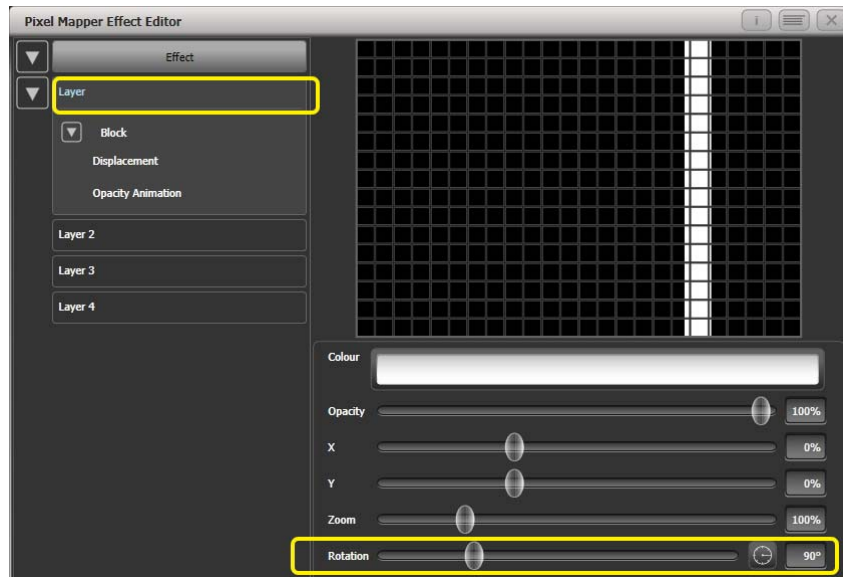 Pixel Mapper Effect Editor
Effect
Layer
Block
Displacement
Opacity Animation
Layer 2
Layer 3
Layer 4
Colour
Opacity 100%
X 0%
Y 0%
Zoom 100%
Rotation 90°